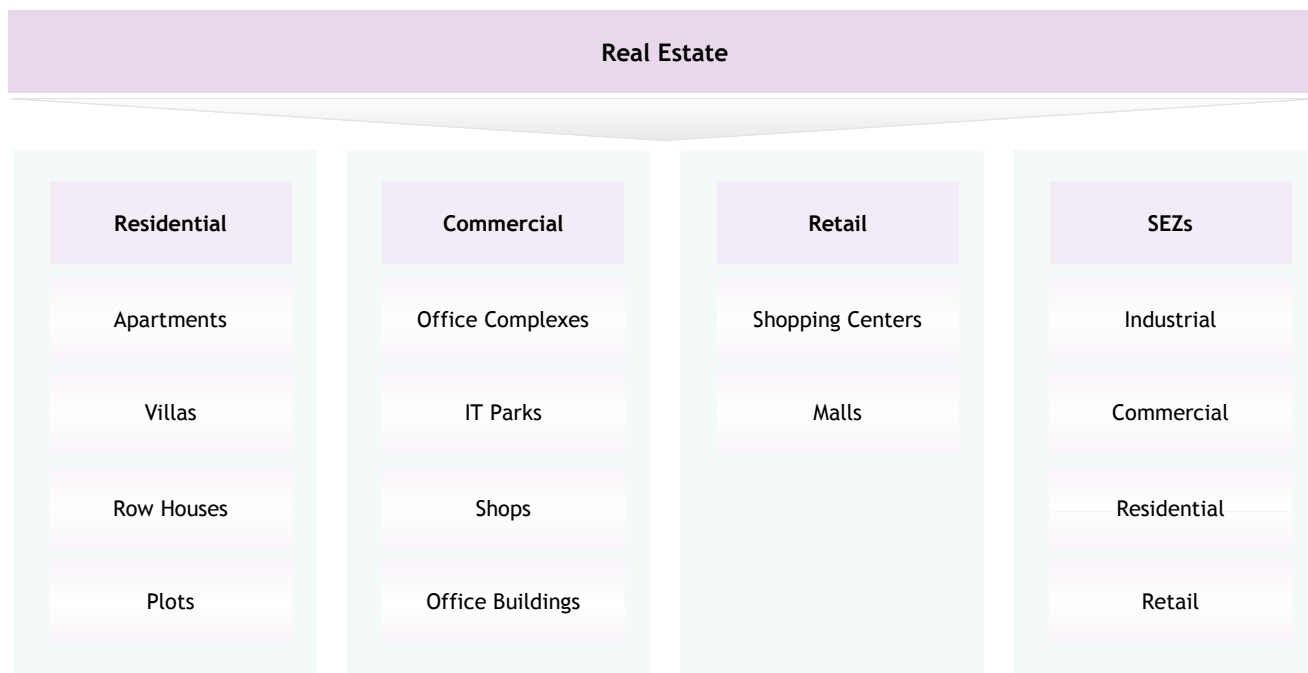 Real Estate
Residential
Apartments
Villas
Row Houses
Plots
Commercial
Office Complexes
IT Parks
Shops
Office Buildings
Retail
Shopping Centers
Malls
SEZs
Industrial
Commercial
Residential
Retail